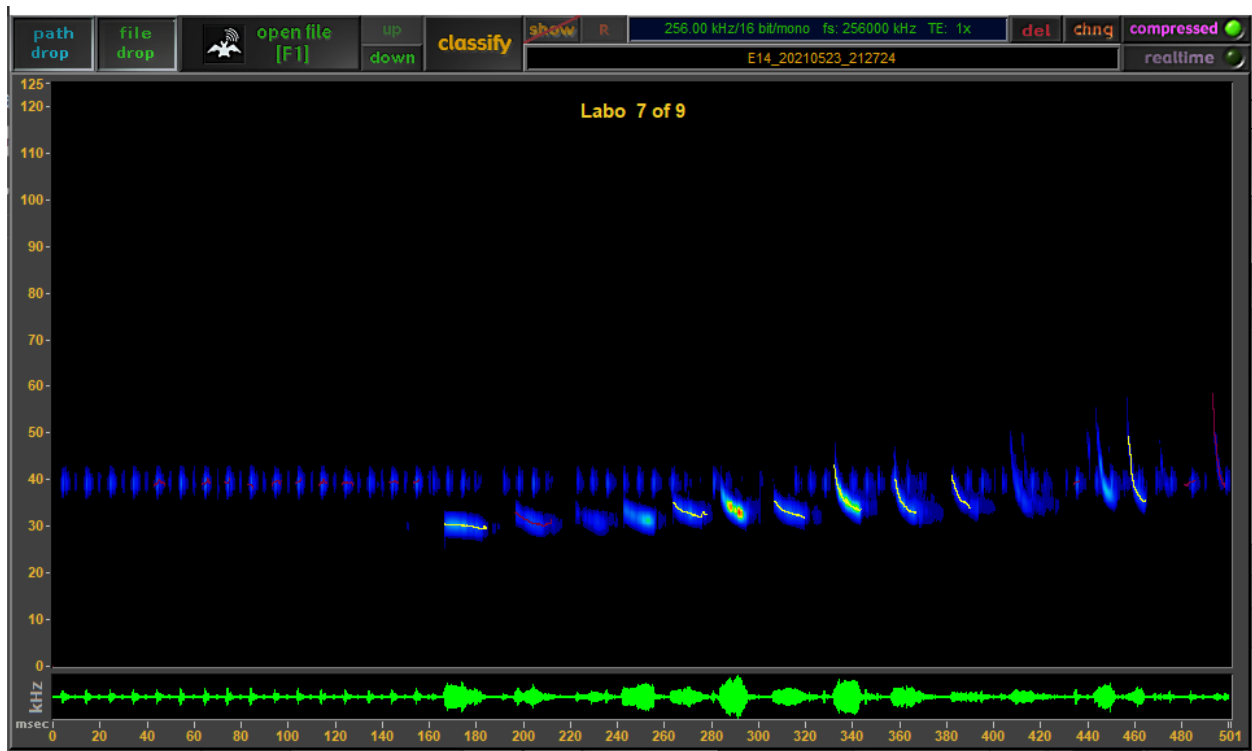 path drop
file drop
open file [F1]
up
down
classify
show
R
256.00 kHz/16 bit/mono fs: 256000 kHz TE: 1x
E14_20210523_212724
del
chng
compressed
realtime
Labo 7 of 9
125
120
110
100
90
80
70
60
50
40
30
20
10
0
kHz
msec
0 20 40 60 80 100 120 140 160 180 200 220 240 260 280 300 320 340 360 380 400 420 440 460 480 501